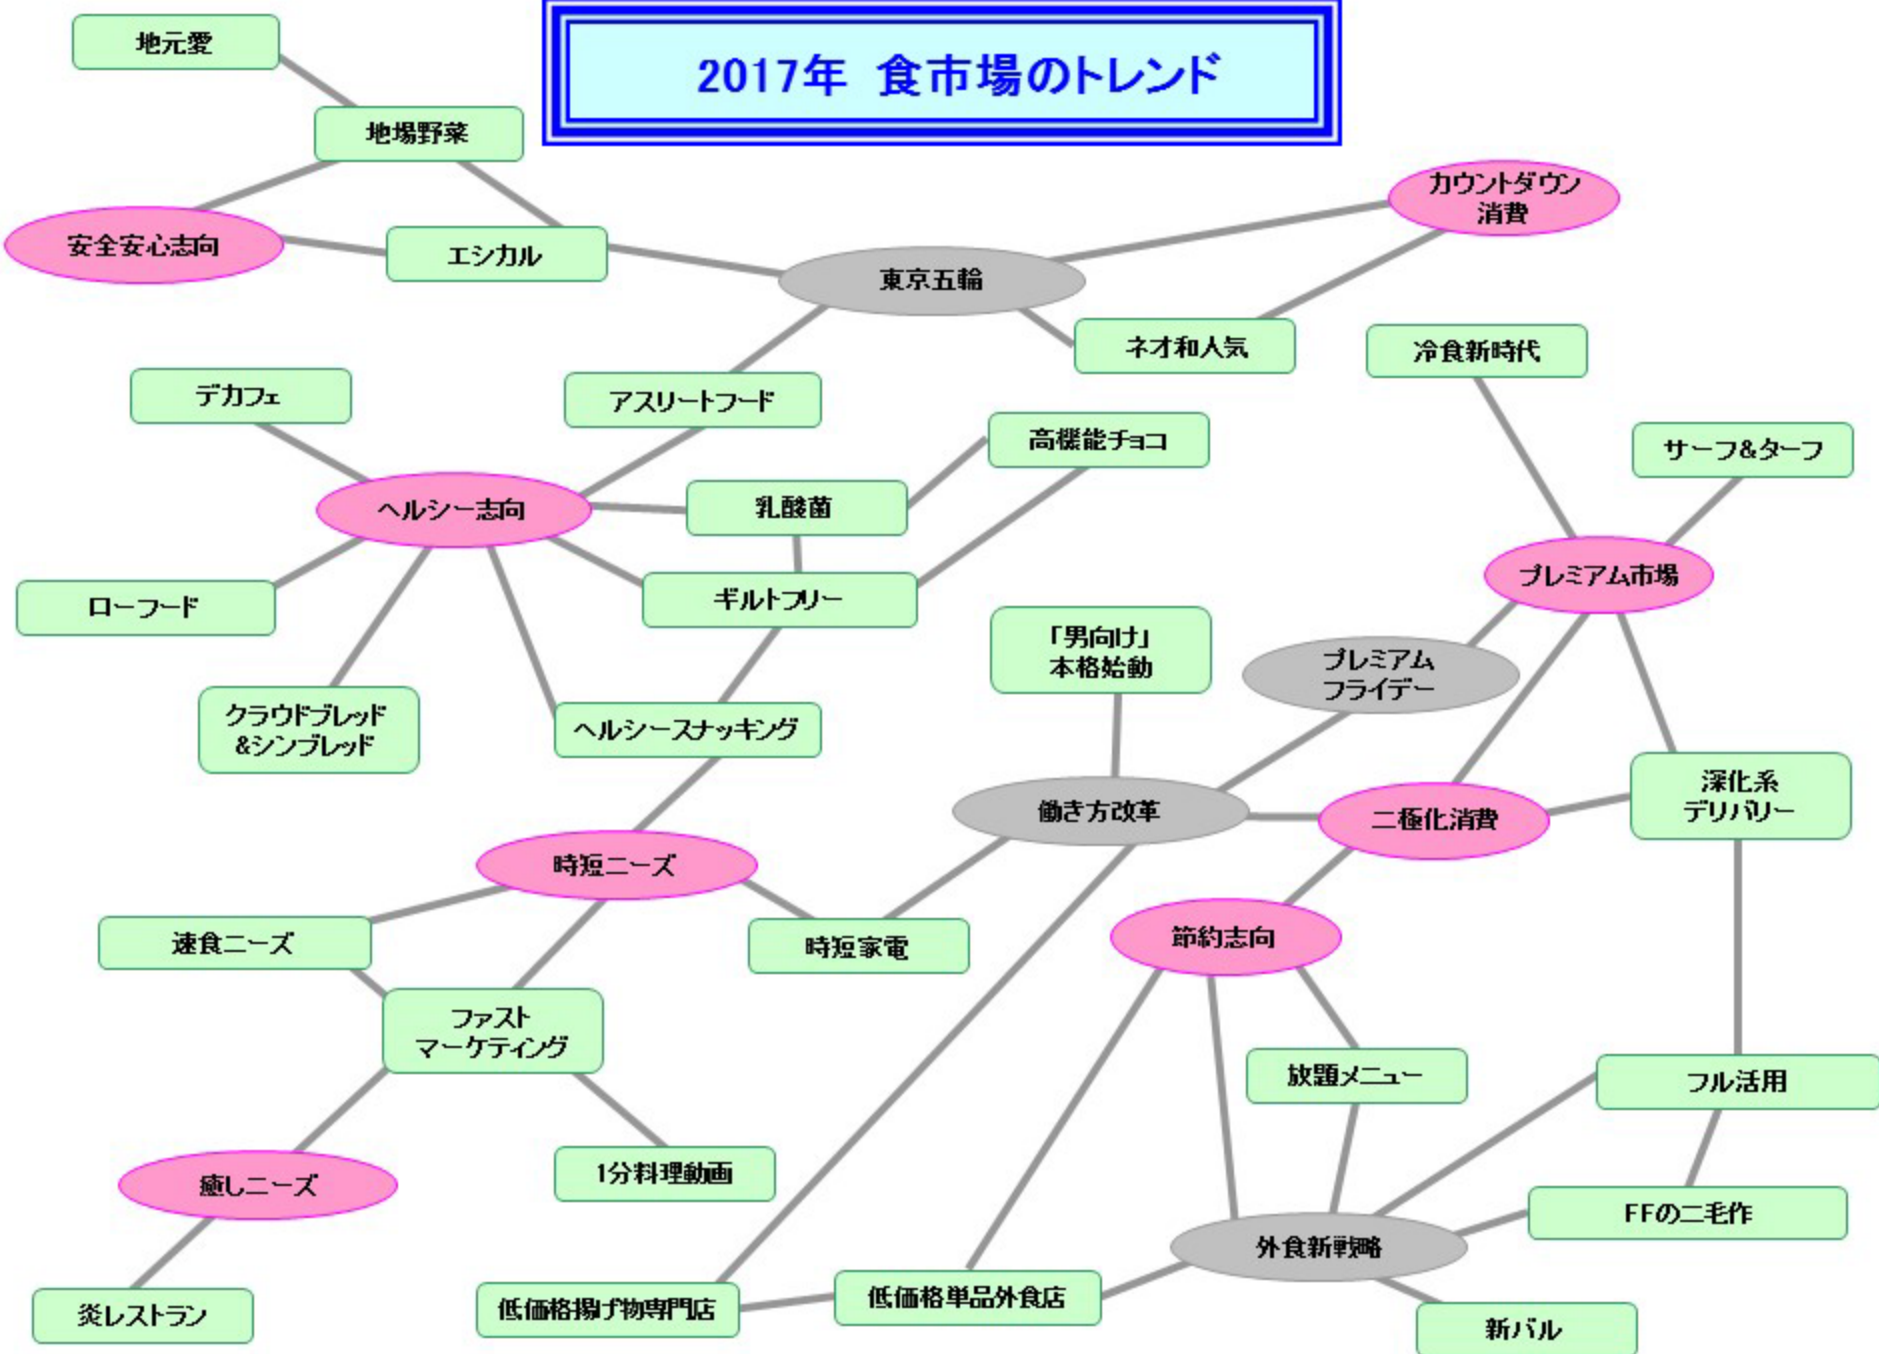 2017年 食市場のトレンド
地元愛
地場野菜
カウントダウン
消費
安全安心志向
エシカル
東京五輪
ネオ和人気
冷食新時代
デカフェ
アスリートフード
高機能チョコ
サーフ&ターフ
ヘルシー志向
乳酸菌
プレミアム市場
ローフード
ギルトフリー
「男向け」
本格始動
プレミアム
フライデー
クラウドブレッド
&シンブレッド
ヘルシースナッキング
深化系
デリバリー
働き方改革
二極化消費
時短ニーズ
速食ニーズ
時短家電
節約志向
ファスト
マーケティング
放題メニュー
フル活用
癒しニーズ
1分料理動画
FFの二毛作
外食新戦略
炎レストラン
低価格揚げ物専門店
低価格単品外食店
新バル